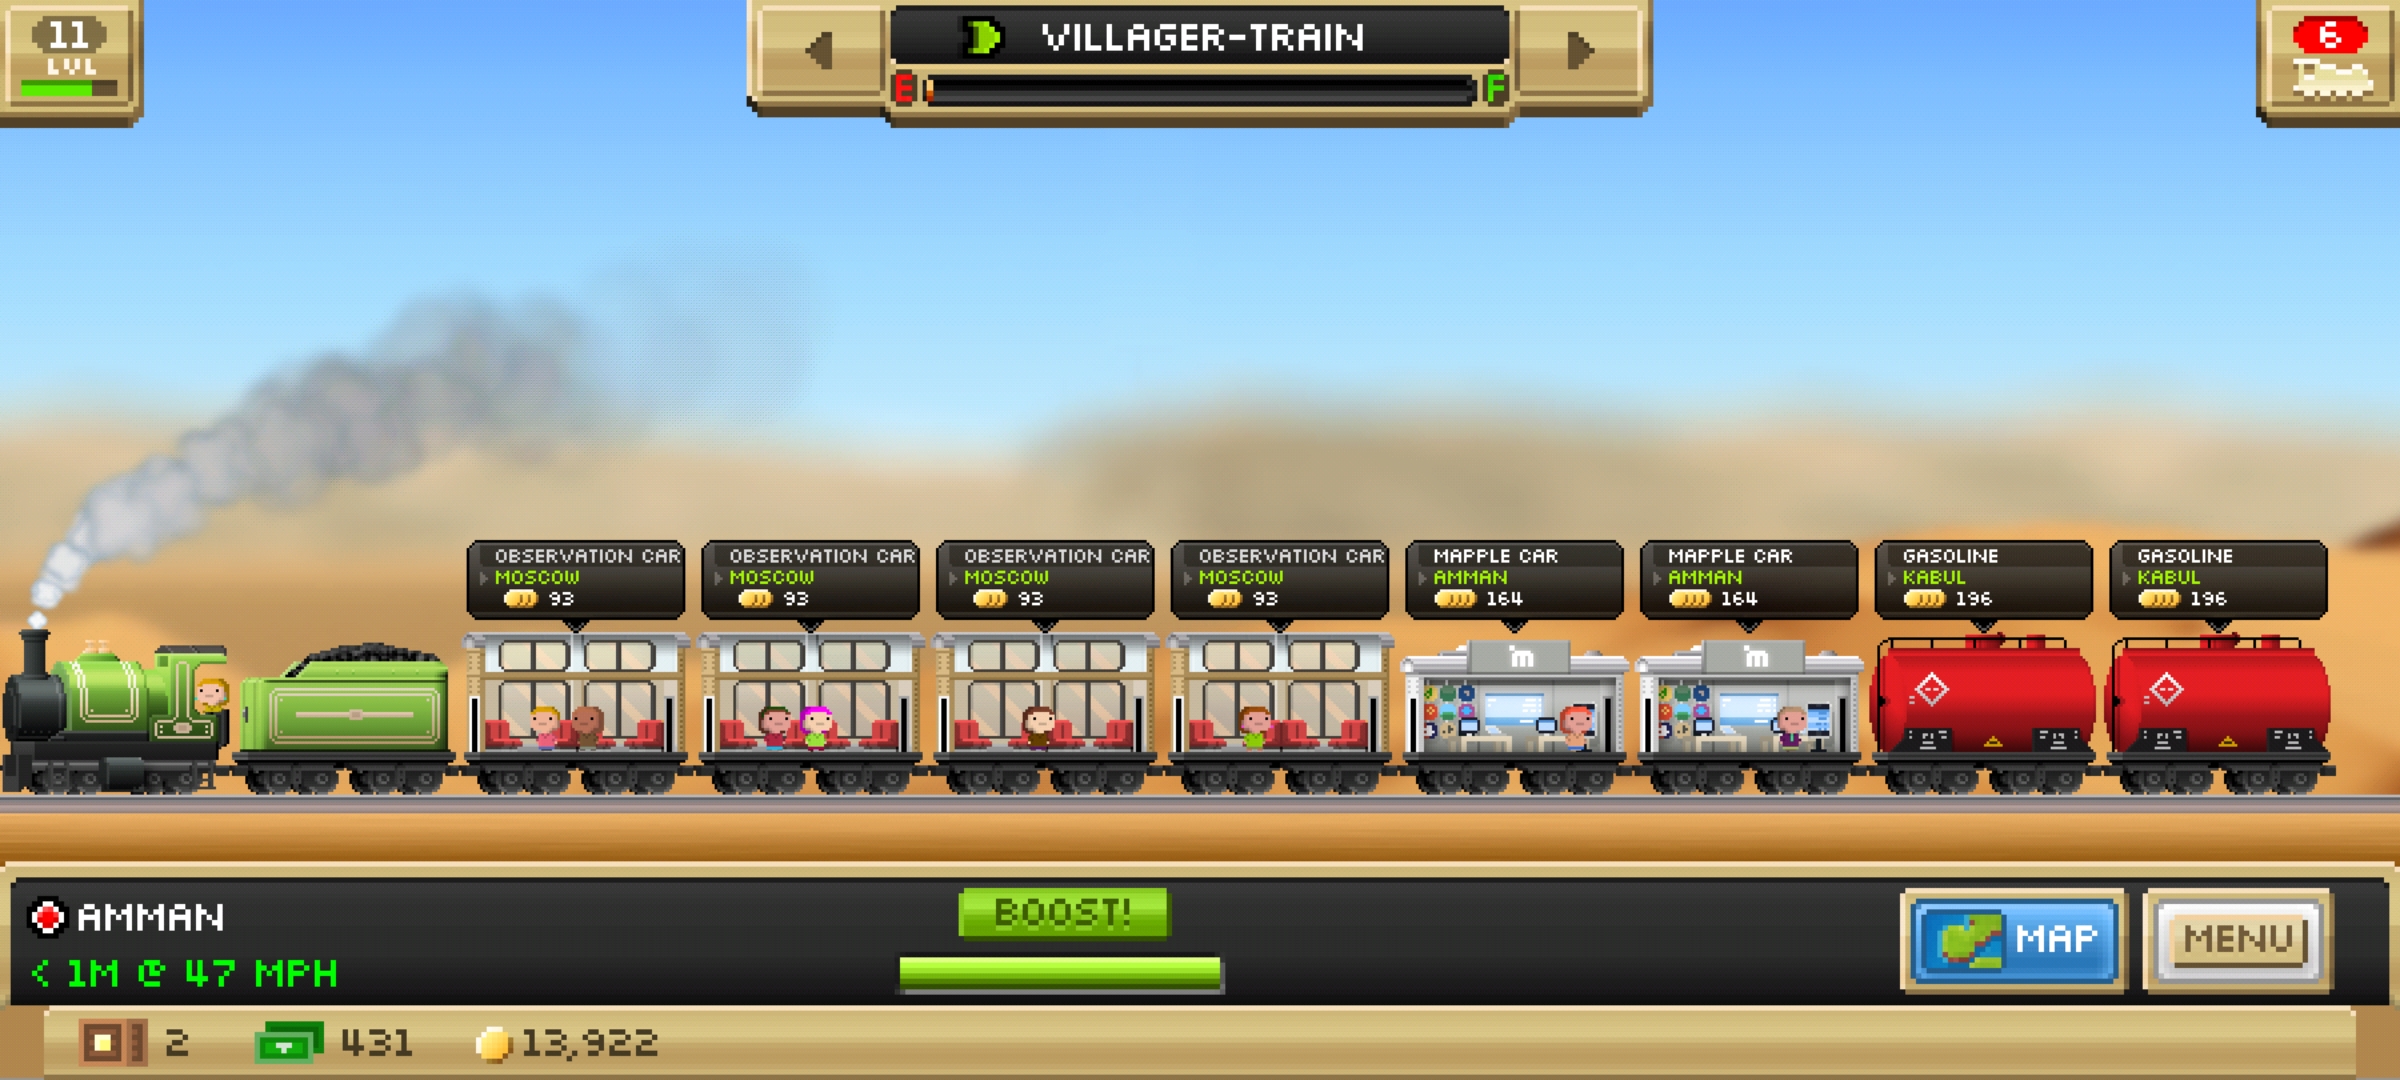 11
LVL
VILLAGER-TRAIN
E F
6
OBSERVATION CAR
MOSCOW
93
OBSERVATION CAR
MOSCOW
93
OBSERVATION CAR
MOSCOW
93
OBSERVATION CAR
MOSCOW
93
MAPPLE CAR
AMMAN
164
MAPPLE CAR
AMMAN
164
GASOLINE
KABUL
196
GASOLINE
KABUL
196
m
m
AMMAN
< 1M @ 47 MPH
BOOST!
MAP
MENU
2
431
13,922